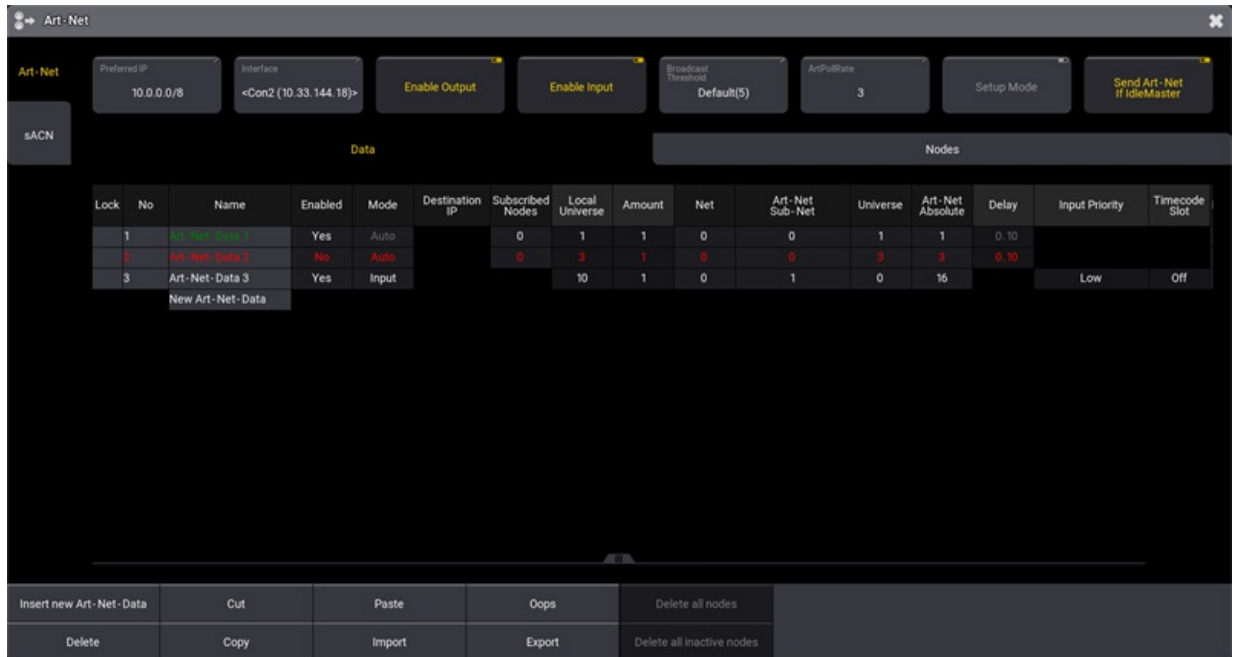 Art-Net
Art-Net
sACN
Preferred IP
10.0.0.0/8
Interface
<Con2 (10.33.144.18)>
Enable Output
Enable Input
Broadcast
Threshold
Default(5)
ArtPollRate
3
Setup Mode
Send Art-Net
If IdleMaster
Data
Nodes
Lock No Name Enabled Mode Destination IP Subscribed Nodes Local Universe Amount Net Art-Net Sub-Net Universe Art-Net Absolute Delay Input Priority Timecode Slot
1 Art-Net-Data 1 Yes Auto 0 1 1 0 0 1 1 0.10
2 Art-Net-Data 2 No Auto 0 3 1 0 0 3 3 0.10
3 Art-Net-Data 3 Yes Input 10 1 0 1 0 16 Low Off
New Art-Net-Data
Insert new Art-Net-Data Cut Paste Oops Delete all nodes
Delete Copy Import Export Delete all inactive nodes